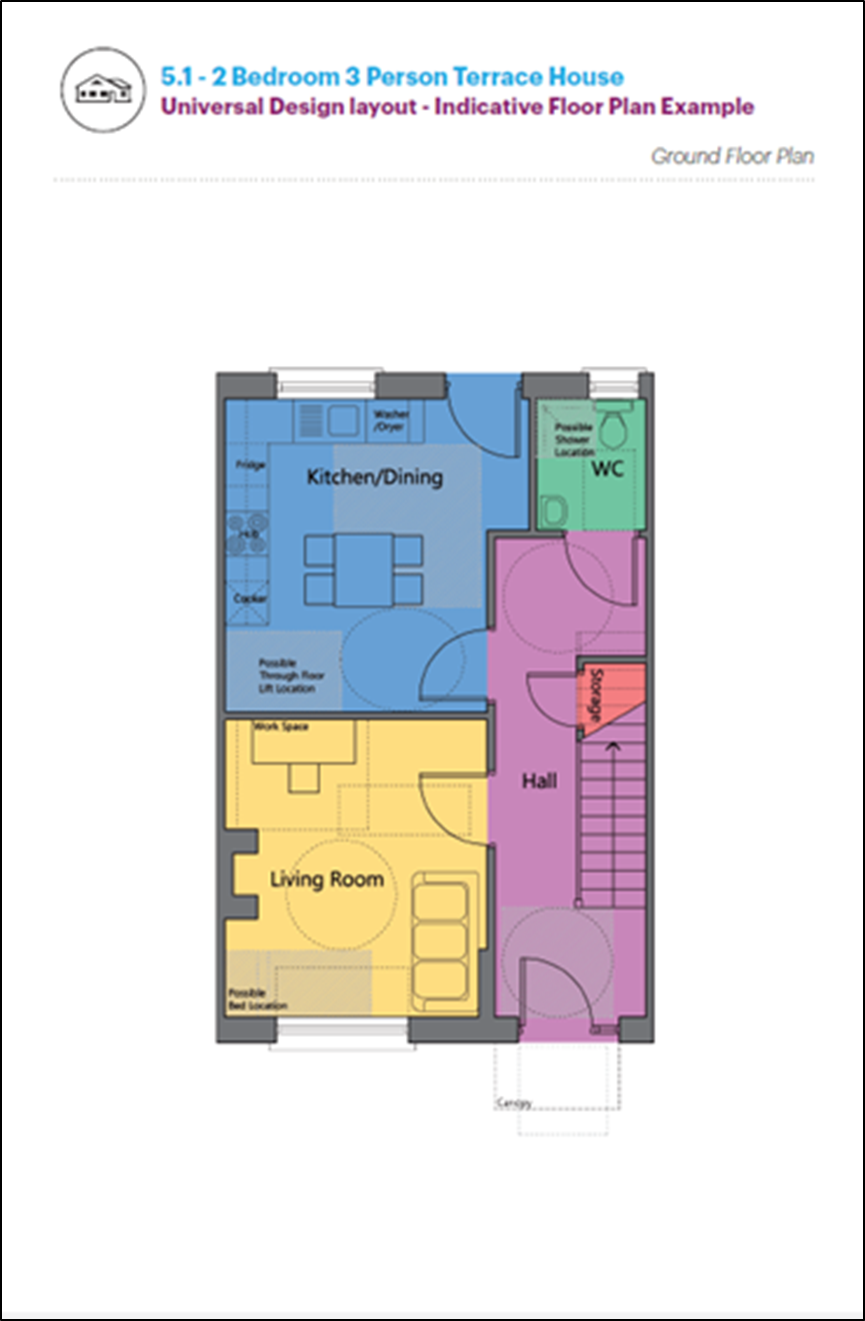 5.1 - 2 Bedroom 3 Person Terrace House
Universal Design layout - Indicative Floor Plan Example
Ground Floor Plan
Washer
/Dryer
Fridge
Kitchen/Dining
Hob
Cooker
Possible
Through Floor
Lift Location
Possible
Shower
Location
WC
Storage
Work Space
Hall
Living Room
Possible
Bed Location
Canopy